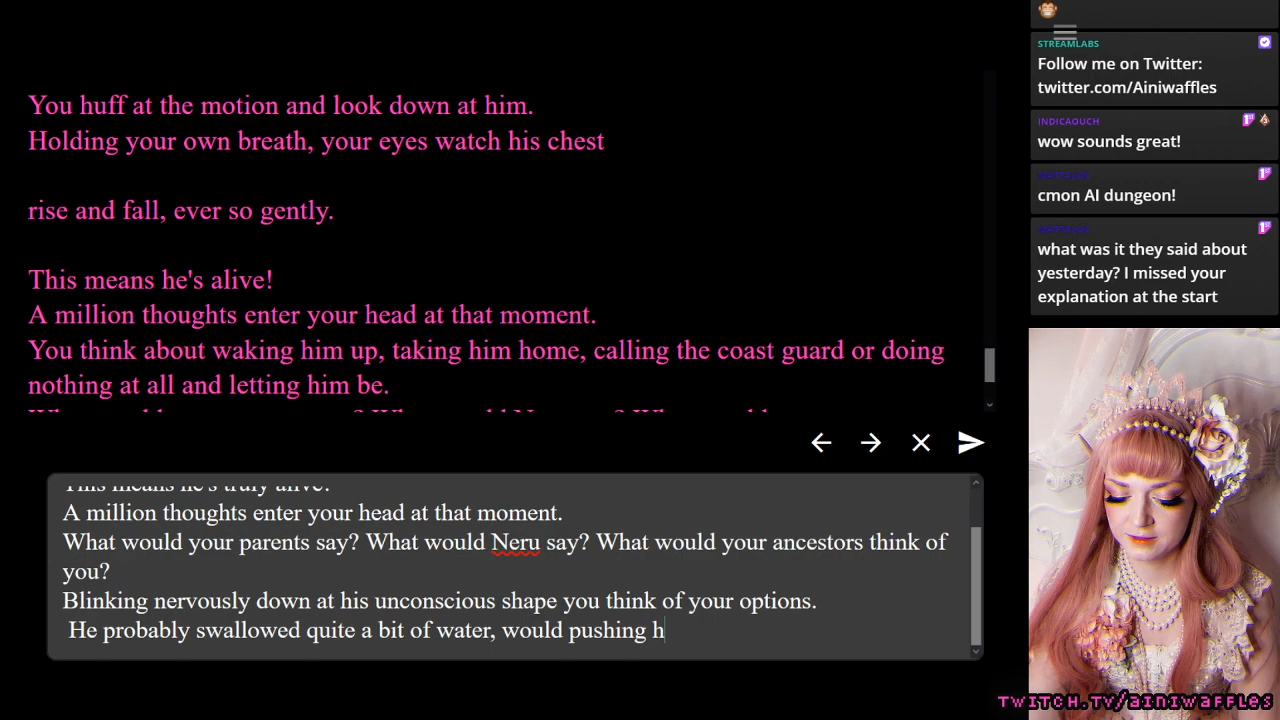 You huff at the motion and look down at him.
Holding your own breath, your eyes watch his chest
rise and fall, ever so gently.
This means he's alive!
A million thoughts enter your head at that moment.
You think about waking him up, taking him home, calling the coast guard or doing
nothing at all and letting him be.
This means he's truly alive!
A million thoughts enter your head at that moment.
What would your parents say? What would Neru say? What would your ancestors think of
you?
Blinking nervously down at his unconscious shape you think of your options.
He probably swallowed quite a bit of water, would pushing h
STREAMLABS
Follow me on Twitter:
twitter.com/Ainiwaffles
INDICAOUCH
wow sounds great!
cmon AI dungeon!
what was it they said about
yesterday? I missed your
explanation at the start
TWITCH.TV/AINIWAFFLES